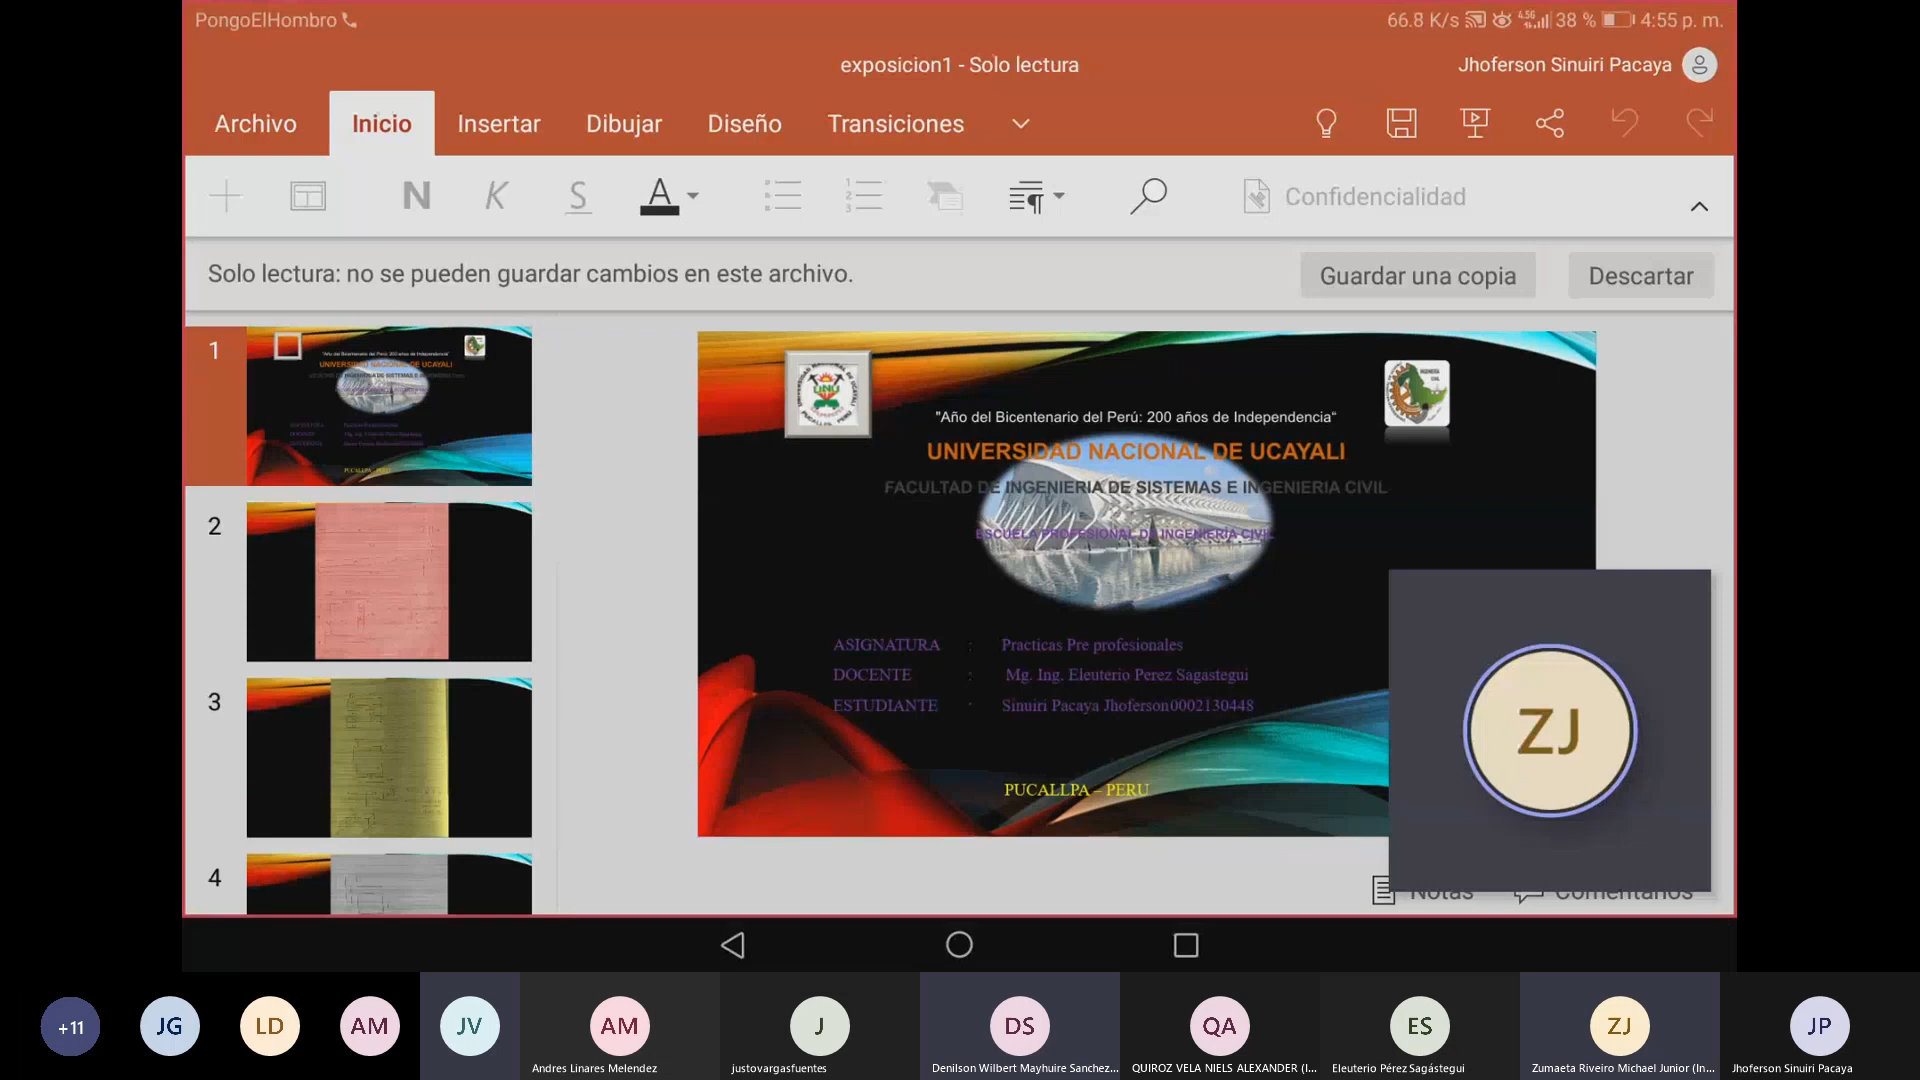 PongoElHombro
66.8 K/s 38 % 4:55 p. m.
exposicion1 - Solo lectura
Jhoferson Sinuiri Pacaya
Archivo Inicio Insertar Dibujar Diseño Transiciones
N K S A Confidencialidad
Solo lectura: no se pueden guardar cambios en este archivo.
Guardar una copia Descartar
1
2
3
4
"Año del Bicentenario del Perú: 200 años de Independencia“
UNIVERSIDAD NACIONAL DE UCAYALI
FACULTAD DE INGENIERIA DE SISTEMAS E INGENIERIA CIVIL
ESCUELA PROFESIONAL DE INGENIERÍA CIVIL
ASIGNATURA : Practicas Pre profesionales
DOCENTE : Mg. Ing. Eleuterio Perez Sagastegui
ESTUDIANTE : Sinuiri Pacaya Jhoferson0002130448
PUCALLPA – PERU
ZJ
Notas Comentarios
+11 JG LD AM JV AM J DS QA ES ZJ JP
Andres Linares Melendez
justovargasfuentes
Denilson Wilbert Mayhuire Sanchez...
QUIROZ VELA NIELS ALEXANDER (I...
Eleuterio Pérez Sagástegui
Zumaeta Riveiro Michael Junior (In...
Jhoferson Sinuiri Pacaya